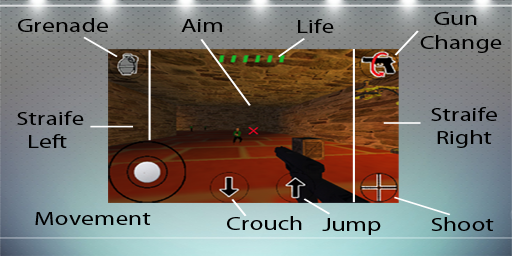 Grenade
Aim
Life
Gun
Change
Straife
Left
Straife
Right
Movement
Crouch
Jump
Shoot